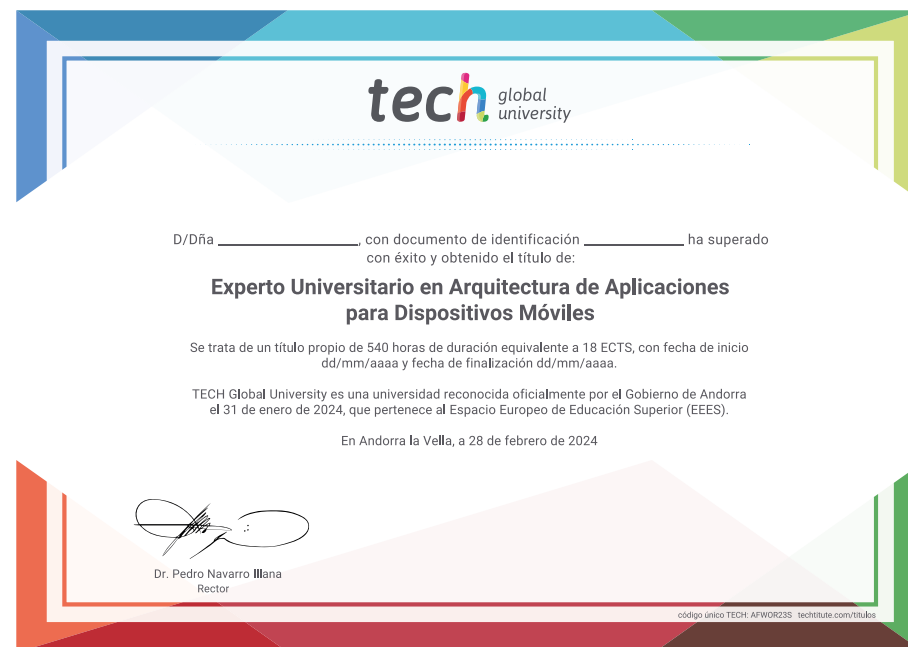 tech global university
D/Dña ______________, con documento de identificación __________ ha superado
con éxito y obtenido el título de:
Experto Universitario en Arquitectura de Aplicaciones
para Dispositivos Móviles
Se trata de un título propio de 540 horas de duración equivalente a 18 ECTS, con fecha de inicio
dd/mm/aaaa y fecha de finalización dd/mm/aaaa.
TECH Global University es una universidad reconocida oficialmente por el Gobierno de Andorra
el 31 de enero de 2024, que pertenece al Espacio Europeo de Educación Superior (EEES).
En Andorra la Vella, a 28 de febrero de 2024
Dr. Pedro Navarro Illana
Rector
código único TECH: AFWOR23S techtitute.com/titulos